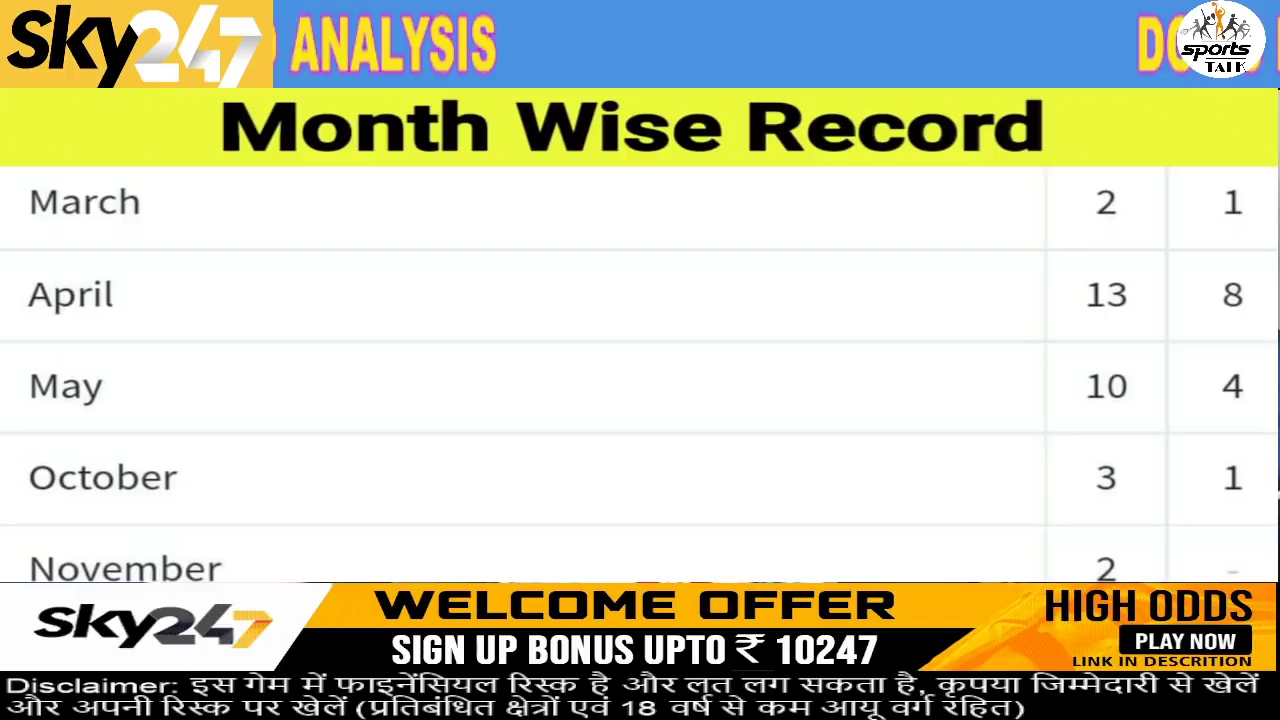 sky247 ANALYSIS
sports
TALK
Month Wise Record
March 2 1
April 13 8
May 10 4
October 3 1
November 2 -
sky247
WELCOME OFFER
SIGN UP BONUS UPTO ₹ 10247
HIGH ODDS
PLAY NOW
LINK IN DESCRITION
Disclaimer: इस गेम में फाइनेंसियल रिस्क है और लत लग सकता है, कृपया जिम्मेदारी से खेलें
और अपनी रिस्क पर खेलें (प्रतिबंधित क्षेत्रों एवं 18 वर्ष से कम आयू वर्ग रहित)